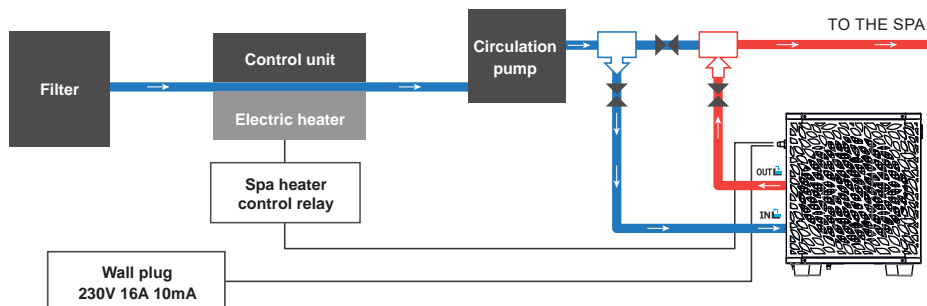 TO THE SPA
Circulation
pump
Control unit
Filter
Electric heater
OUT
Spa heater
control relay
IN
Wall plug
230V 16A 10mA